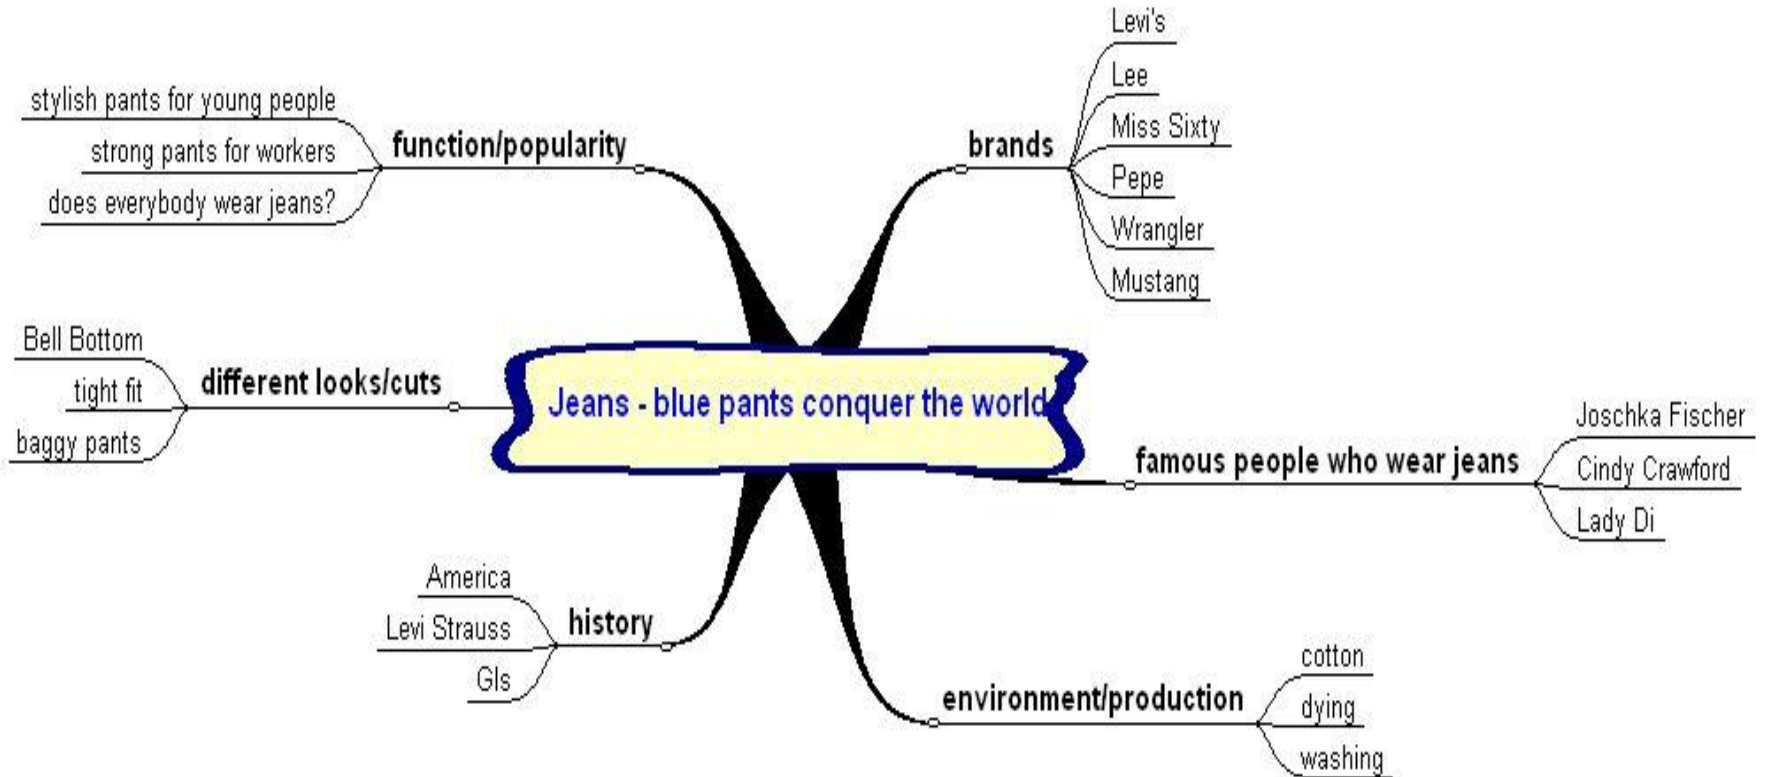 Jeans - blue pants conquer the world
function/popularity
stylish pants for young people
strong pants for workers
does everybody wear jeans?
different looks/cuts
Bell Bottom
tight fit
baggy pants
history
America
Levi Strauss
GIs
brands
Levi's
Lee
Miss Sixty
Pepe
Wrangler
Mustang
famous people who wear jeans
Joschka Fischer
Cindy Crawford
Lady Di
environment/production
cotton
dying
washing